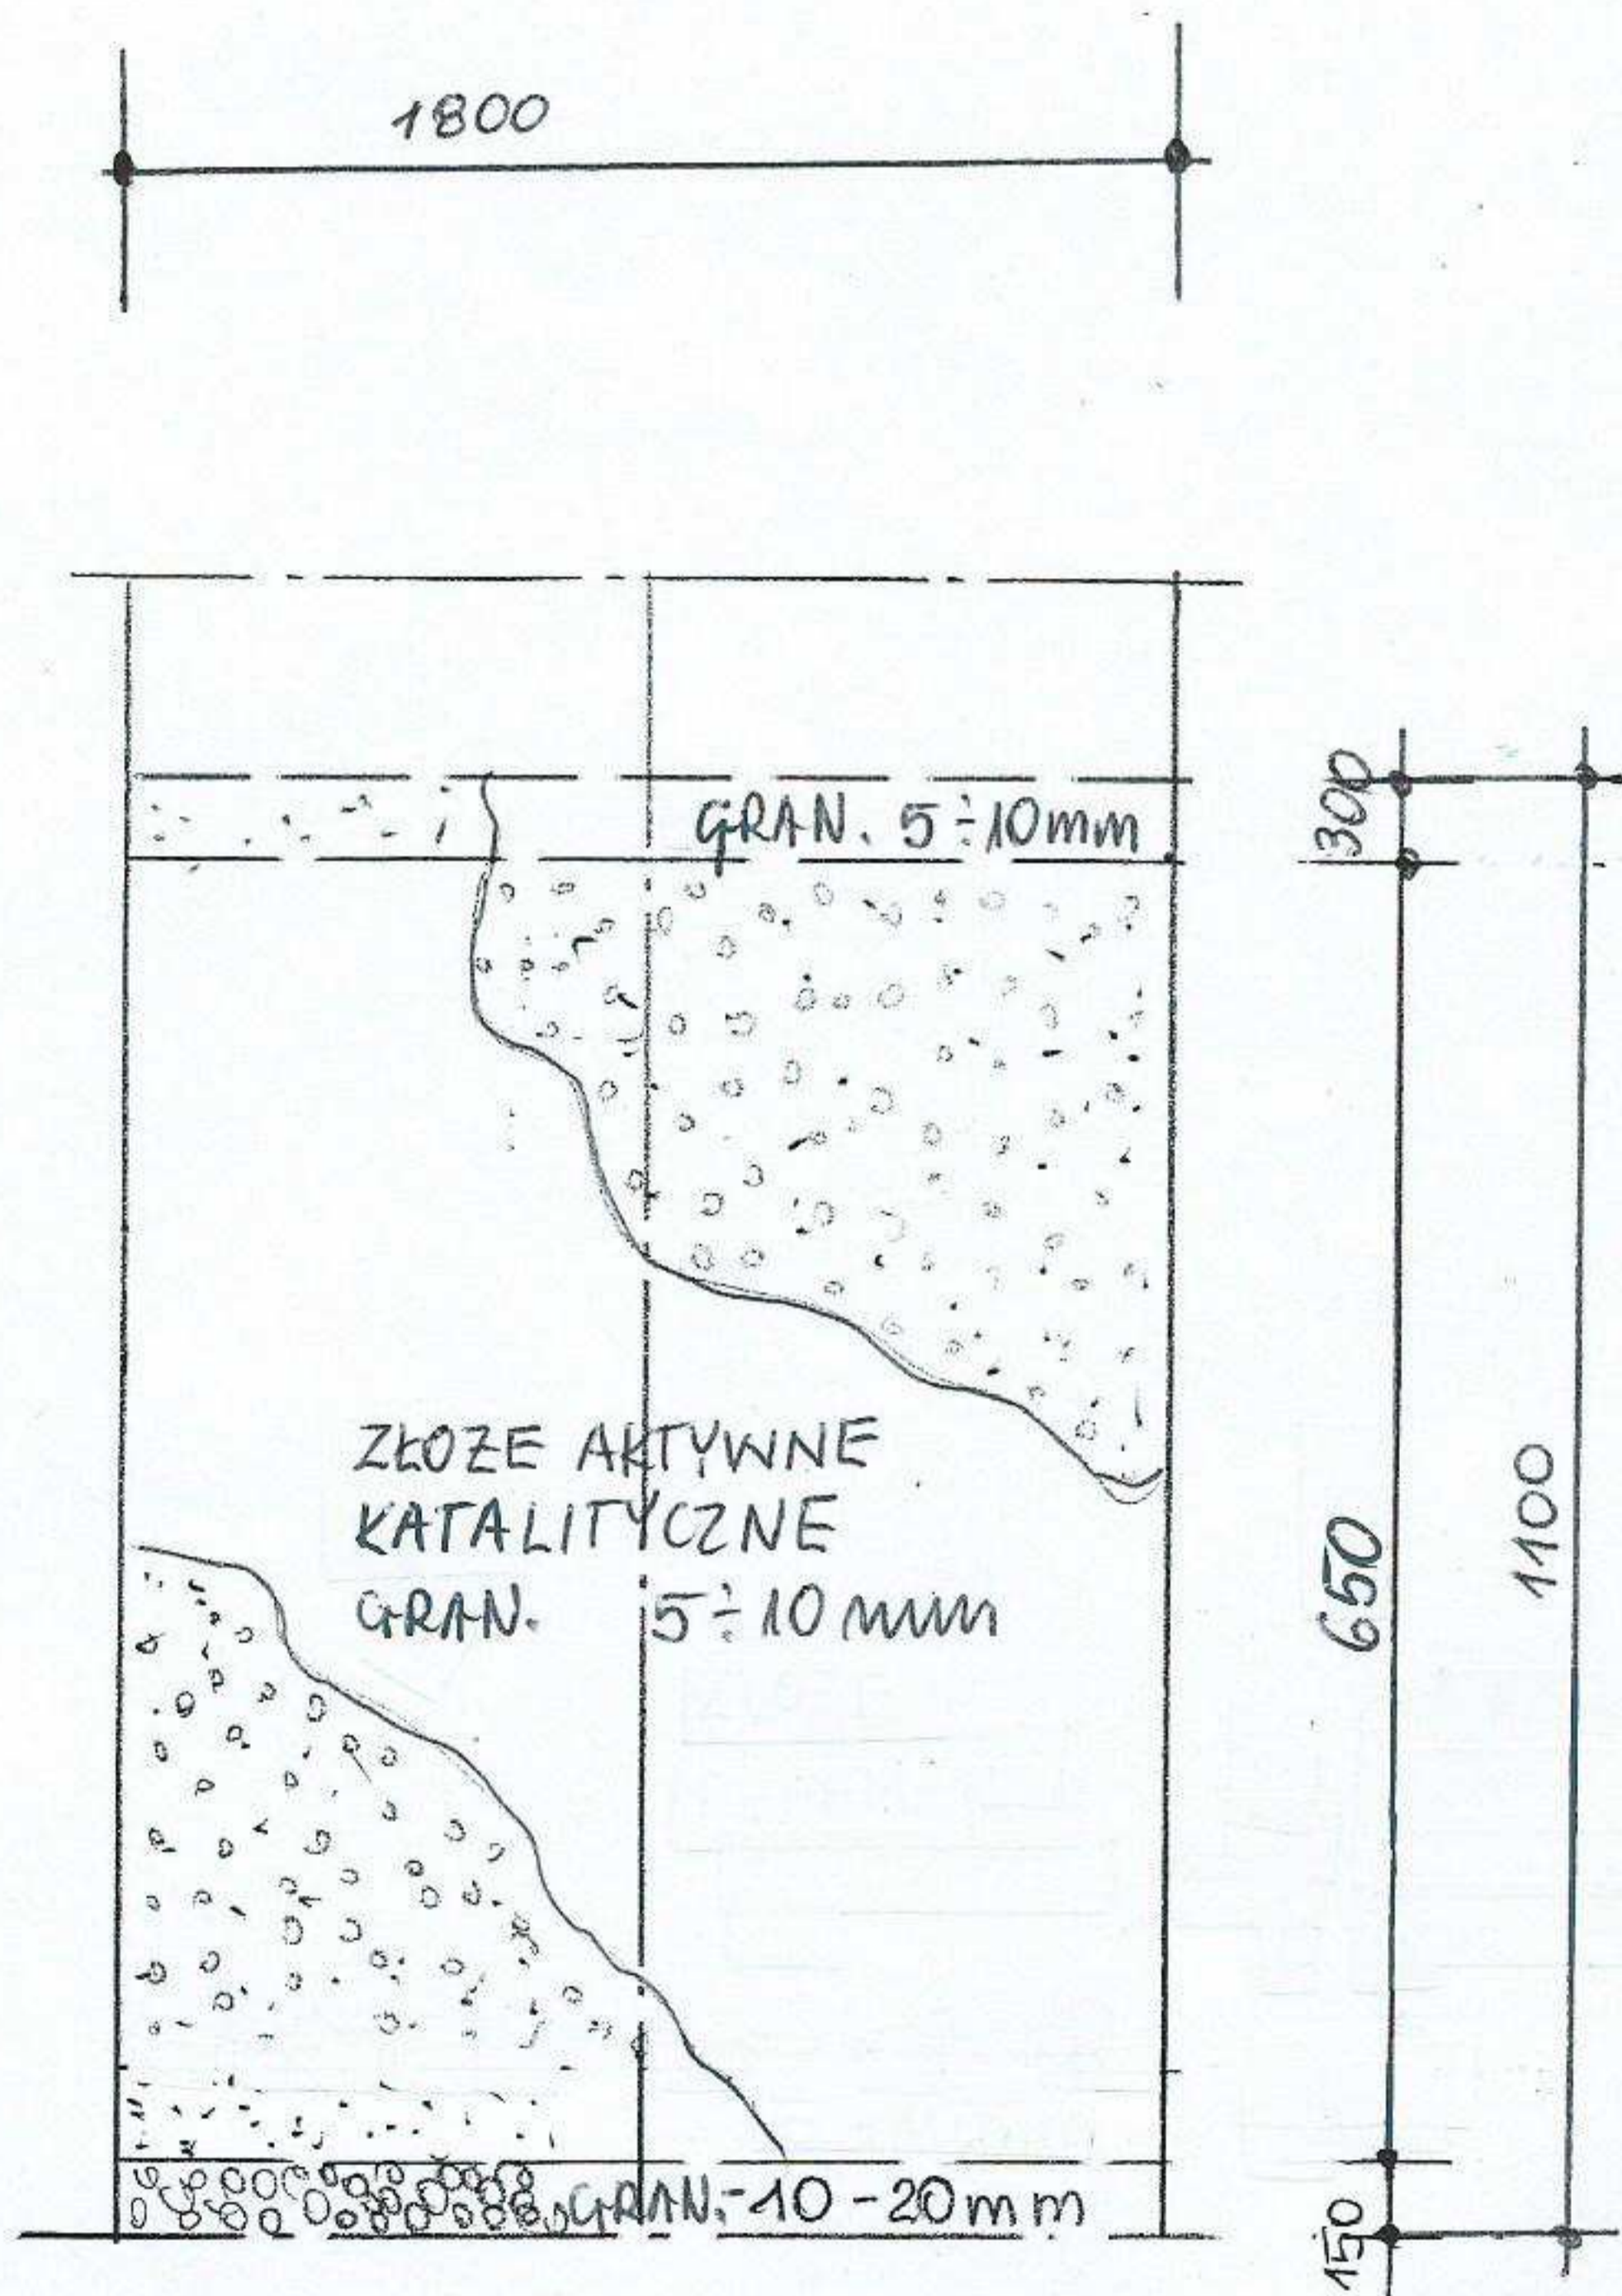 1800
GRAN. 5÷10mm
300
ZŁOŻE AKTYWNE
KATALITYCZNE
GRAN. 5÷10 mm
650
1100
GRAN.-10-20mm
150